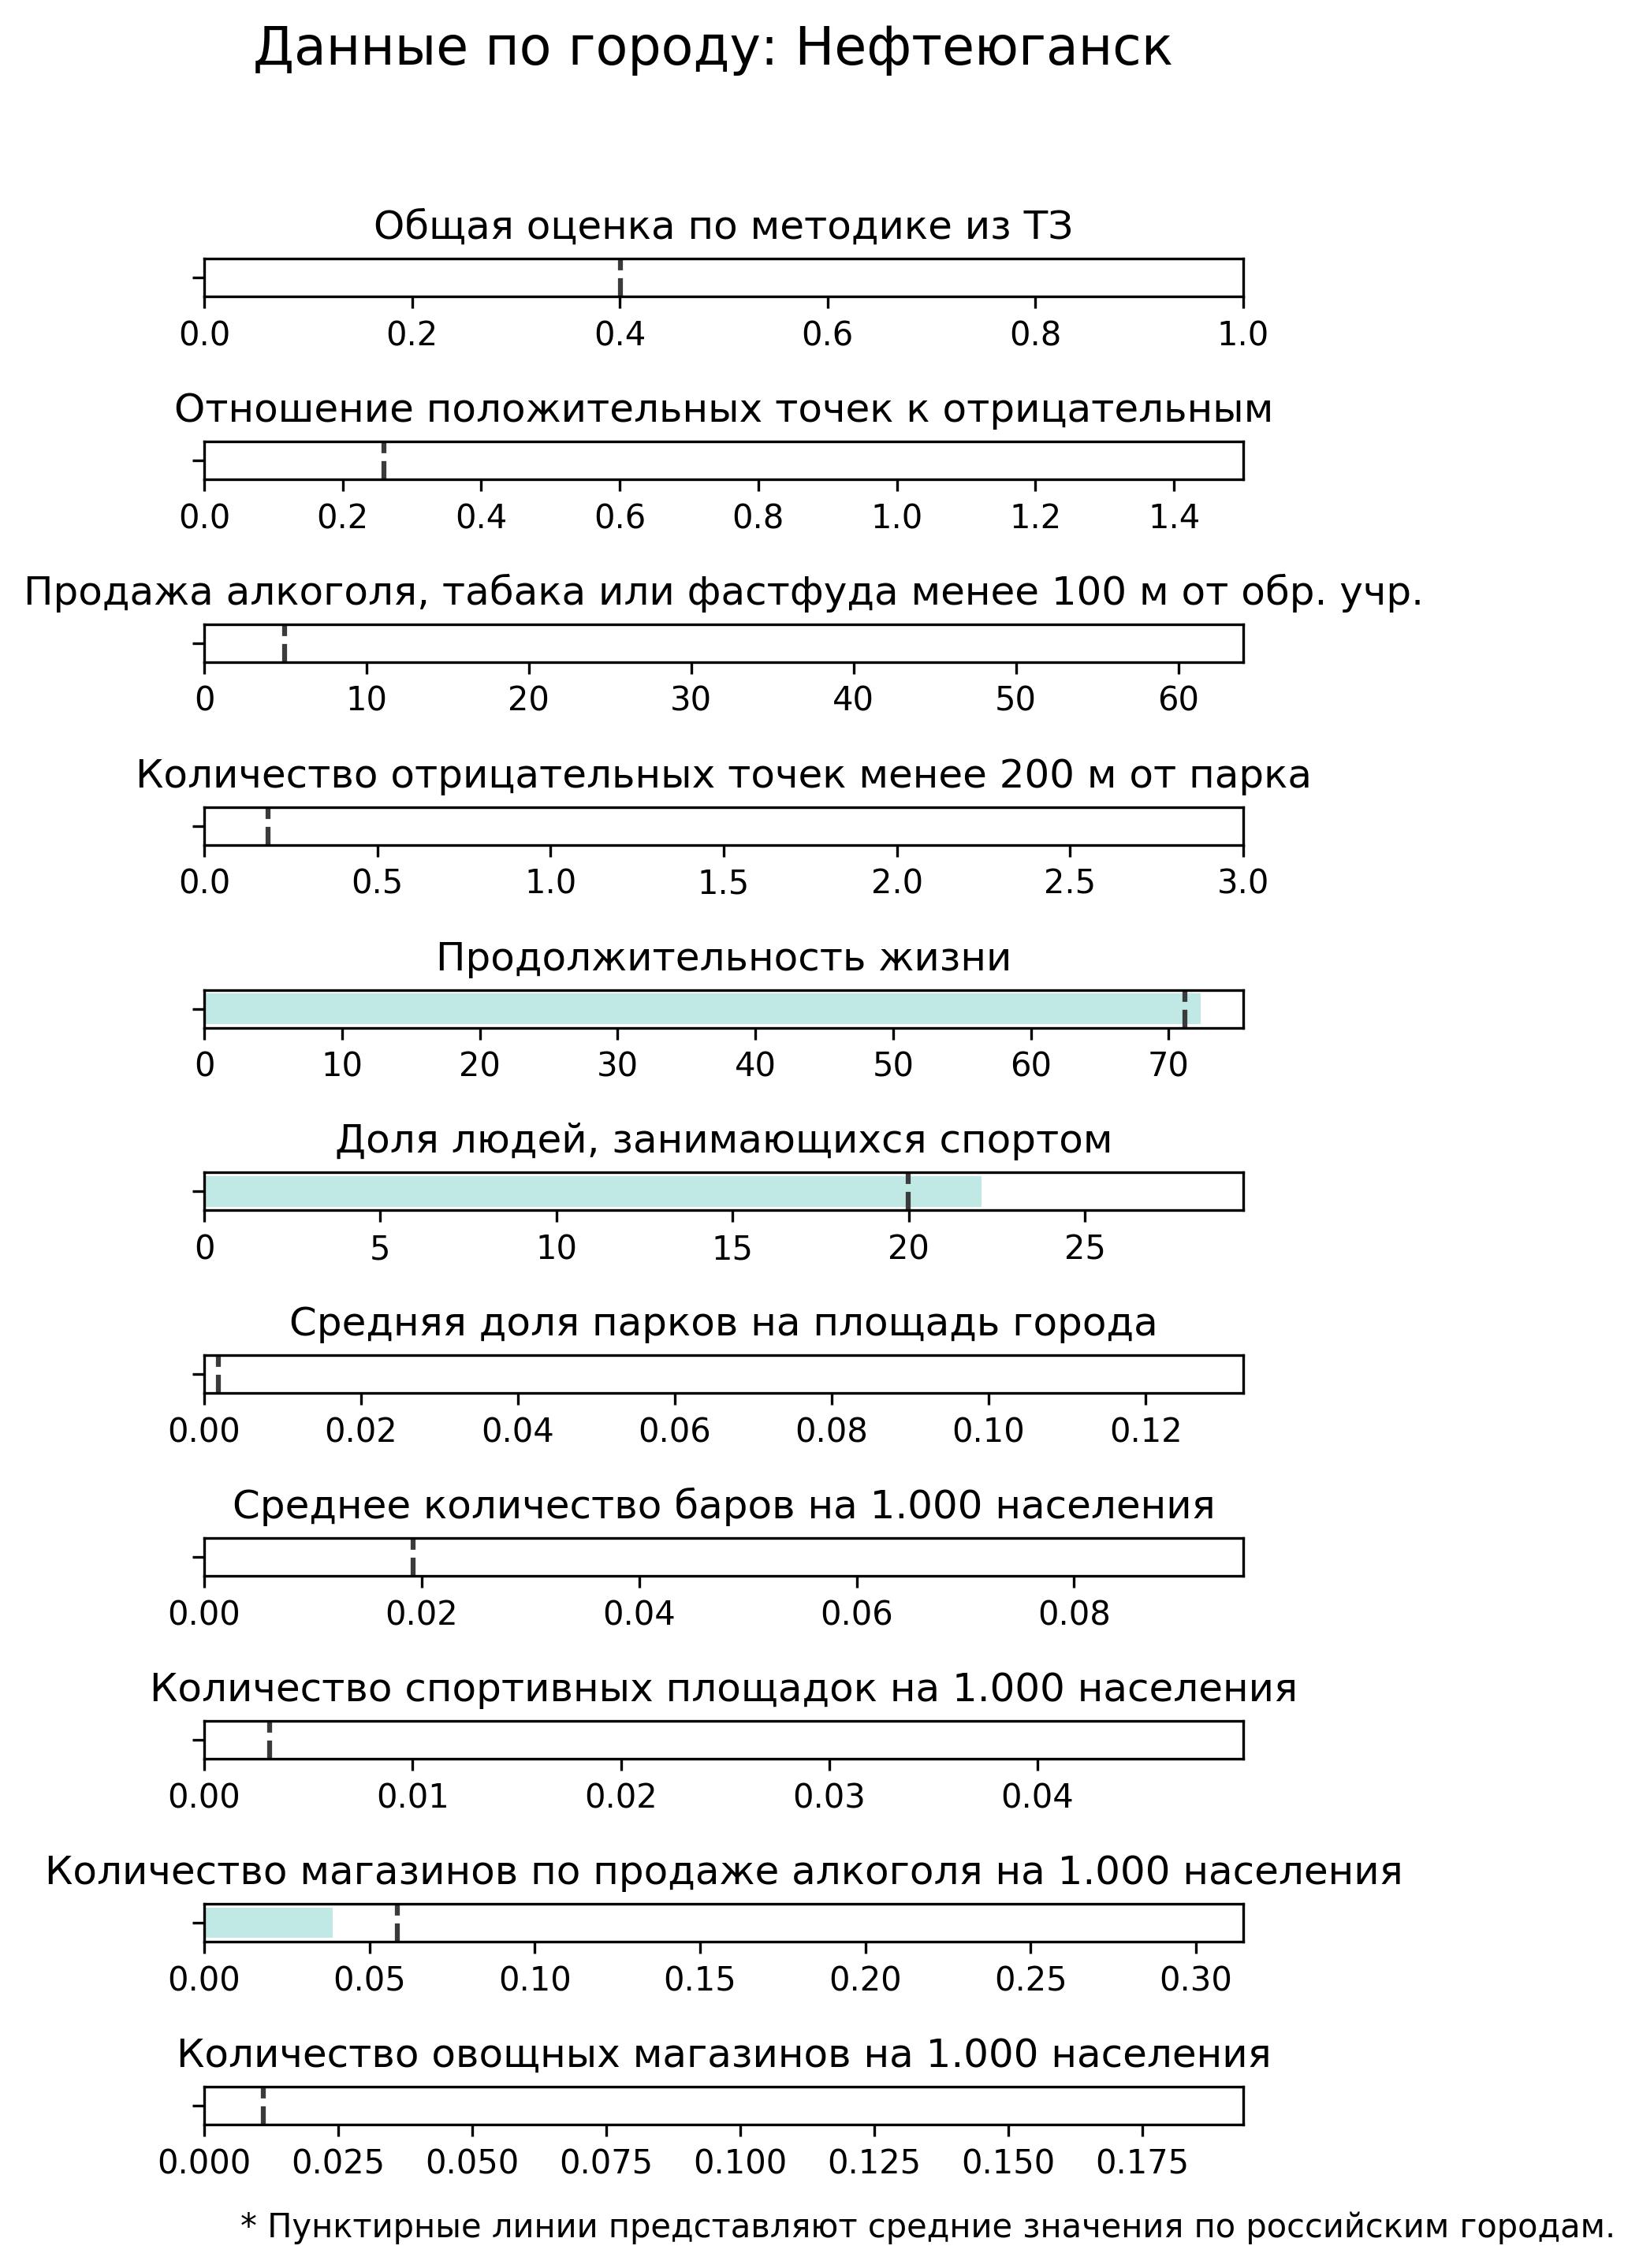 Данные по городу: Нефтеюганск
Общая оценка по методике из ТЗ
0.0 0.2 0.4 0.6 0.8 1.0
Отношение положительных точек к отрицательным
0.0 0.2 0.4 0.6 0.8 1.0 1.2 1.4
Продажа алкоголя, табака или фастфуда менее 100 м от обр. учр.
0 10 20 30 40 50 60
Количество отрицательных точек менее 200 м от парка
0.0 0.5 1.0 1.5 2.0 2.5 3.0
Продолжительность жизни
0 10 20 30 40 50 60 70
Доля людей, занимающихся спортом
0 5 10 15 20 25
Средняя доля парков на площадь города
0.00 0.02 0.04 0.06 0.08 0.10 0.12
Среднее количество баров на 1.000 населения
0.00 0.02 0.04 0.06 0.08
Количество спортивных площадок на 1.000 населения
0.00 0.01 0.02 0.03 0.04
Количество магазинов по продаже алкоголя на 1.000 населения
0.00 0.05 0.10 0.15 0.20 0.25 0.30
Количество овощных магазинов на 1.000 населения
0.000 0.025 0.050 0.075 0.100 0.125 0.150 0.175
* Пунктирные линии представляют средние значения по российским городам.